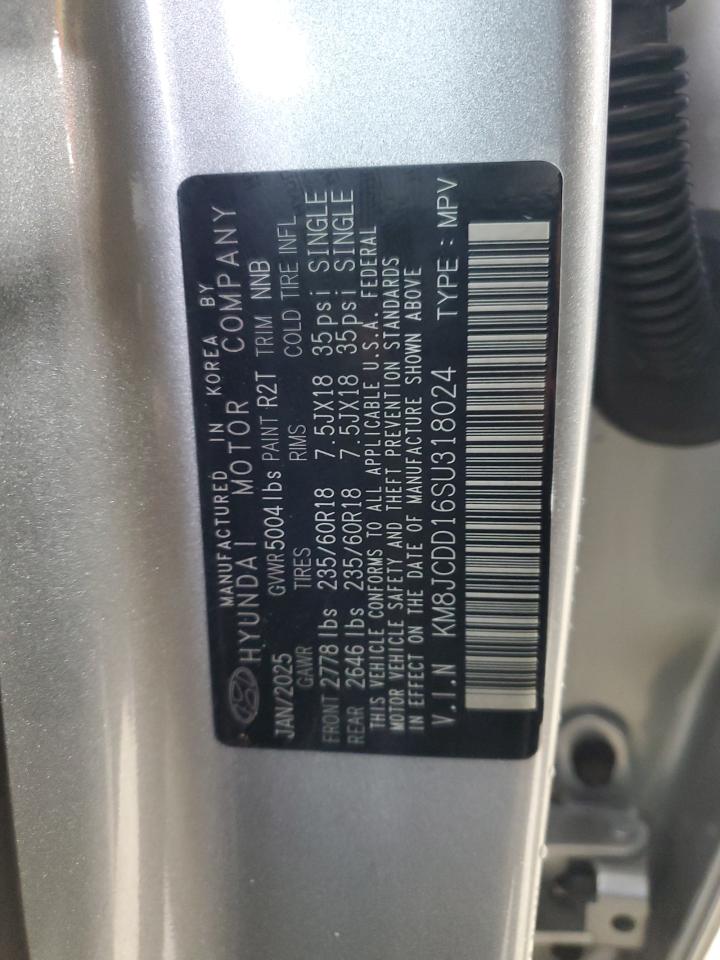 MANUFACTURED IN KOREA BY
HYUNDAI MOTOR COMPANY
JAN/2025 GVWR 5004 lbs PAINT R2T TRIM NNB
GAWR TIRES RIMS COLD TIRE INFL
FRONT 2778 lbs 235/60R18 7.5JX18 35psi SINGLE
REAR 2646 lbs 235/60R18 7.5JX18 35psi SINGLE
THIS VEHICLE CONFORMS TO ALL APPLICABLE U.S.A. FEDERAL
MOTOR VEHICLE SAFETY AND THEFT PREVENTION STANDARDS
IN EFFECT ON THE DATE OF MANUFACTURE SHOWN ABOVE
V.I.N KM8JCDD16SU318024 TYPE : MPV